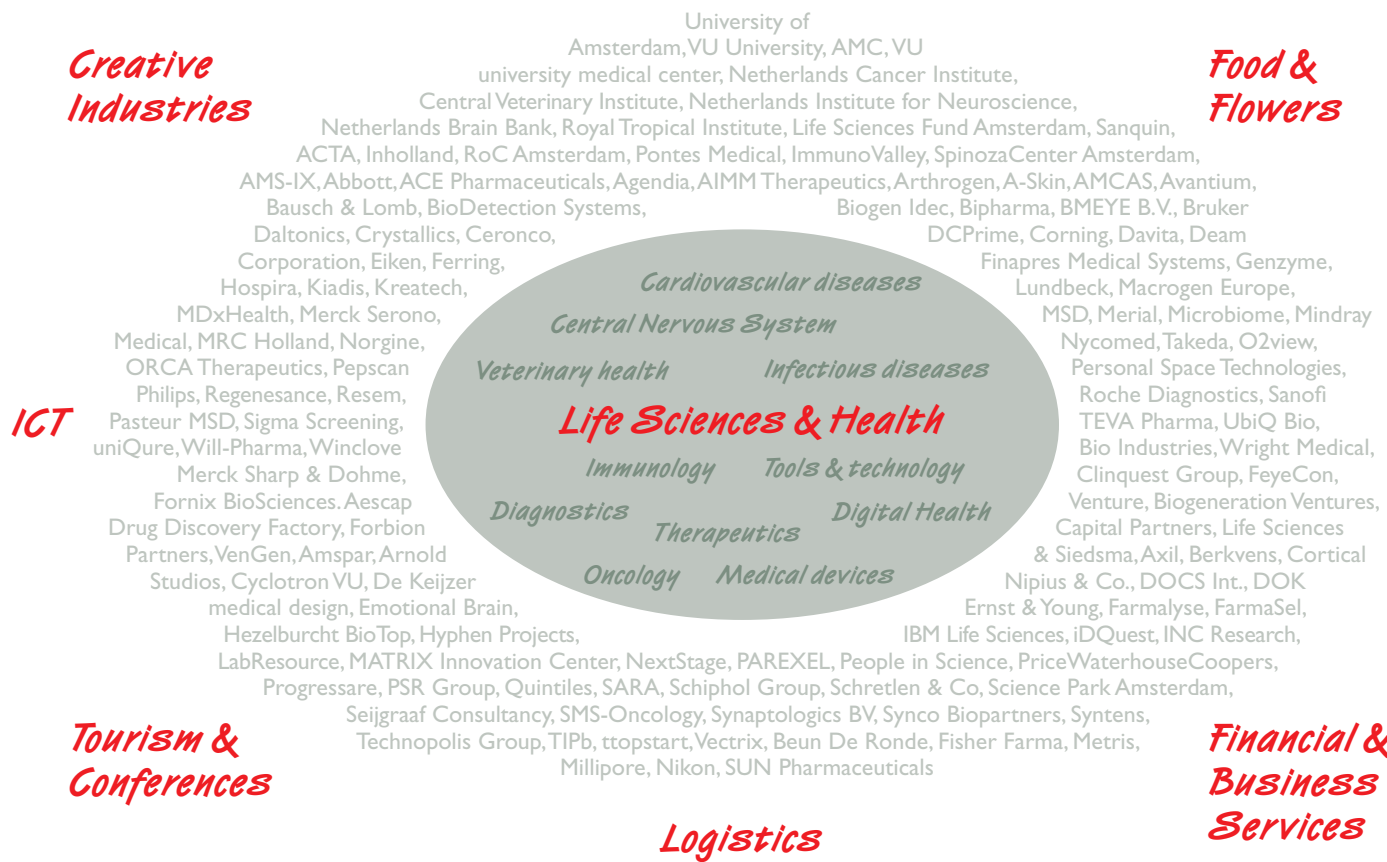 Creative
Industries
Food &
Flowers
University of
Amsterdam, VU University, AMC, VU
university medical center, Netherlands Cancer Institute,
Central Veterinary Institute, Netherlands Institute for Neuroscience,
Netherlands Brain Bank, Royal Tropical Institute, Life Sciences Fund Amsterdam, Sanquin,
ACTA, Inholland, RoC Amsterdam, Pontes Medical, ImmunoValley, SpinozaCenter Amsterdam,
AMS-IX, Abbott, ACE Pharmaceuticals, Agendia, AIMM Therapeutics, Arthrogen, A-Skin, AMCAS, Avantium,
Bausch & Lomb, BioDetection Systems, Biogen Idec, Bipharma, BMEYE B.V., Bruker
Daltonics, Crystallics, Ceronco, DCPrime, Corning, Davita, Deam
Corporation, Eiken, Ferring, Finapres Medical Systems, Genzyme,
Hospira, Kiadis, Kreatech, Lundbeck, Macrogen Europe,
MDxHealth, Merck Serono, MSD, Merial, Microbiome, Mindray
Medical, MRC Holland, Norgine, Nycomed, Takeda, O2view,
ORCA Therapeutics, Pepscan Personal Space Technologies,
Philips, Regenesance, Resem, Roche Diagnostics, Sanofi
Pasteur MSD, Sigma Screening, TEVA Pharma, UbiQ Bio,
uniQure, Will-Pharma, Winclove Bio Industries, Wright Medical,
Merck Sharp & Dohme, Clinquest Group, FeyeCon,
Fornix BioSciences. Aescap Venture, Biogeneration Ventures,
Drug Discovery Factory, Forbion Capital Partners, Life Sciences
Partners, VenGen, Amspar, Arnold & Siedsma, Axil, Berkvens, Cortical
Studios, Cyclotron VU, De Keijzer Nipius & Co., DOCS Int., DOK
medical design, Emotional Brain, Ernst & Young, Farmalyse, FarmaSel,
Hezelburcht BioTop, Hyphen Projects, IBM Life Sciences, iDQuest, INC Research,
LabResource, MATRIX Innovation Center, NextStage, PAREXEL, People in Science, PriceWaterhouseCoopers,
Progressare, PSR Group, Quintiles, SARA, Schiphol Group, Schretlen & Co, Science Park Amsterdam,
Seijgraaf Consultancy, SMS-Oncology, Synaptologics BV, Synco Biopartners, Syntens,
Technopolis Group, TIPb, ttopstart, Vectrix, Beun De Ronde, Fisher Farma, Metris,
Millipore, Nikon, SUN Pharmaceuticals
Cardiovascular diseases
Central Nervous System
Veterinary health Infectious diseases
Life Sciences & Health
Immunology Tools & technology
Diagnostics Digital Health
Therapeutics
Oncology Medical devices
ICT
Tourism &
Conferences
Financial &
Business
Services
Logistics